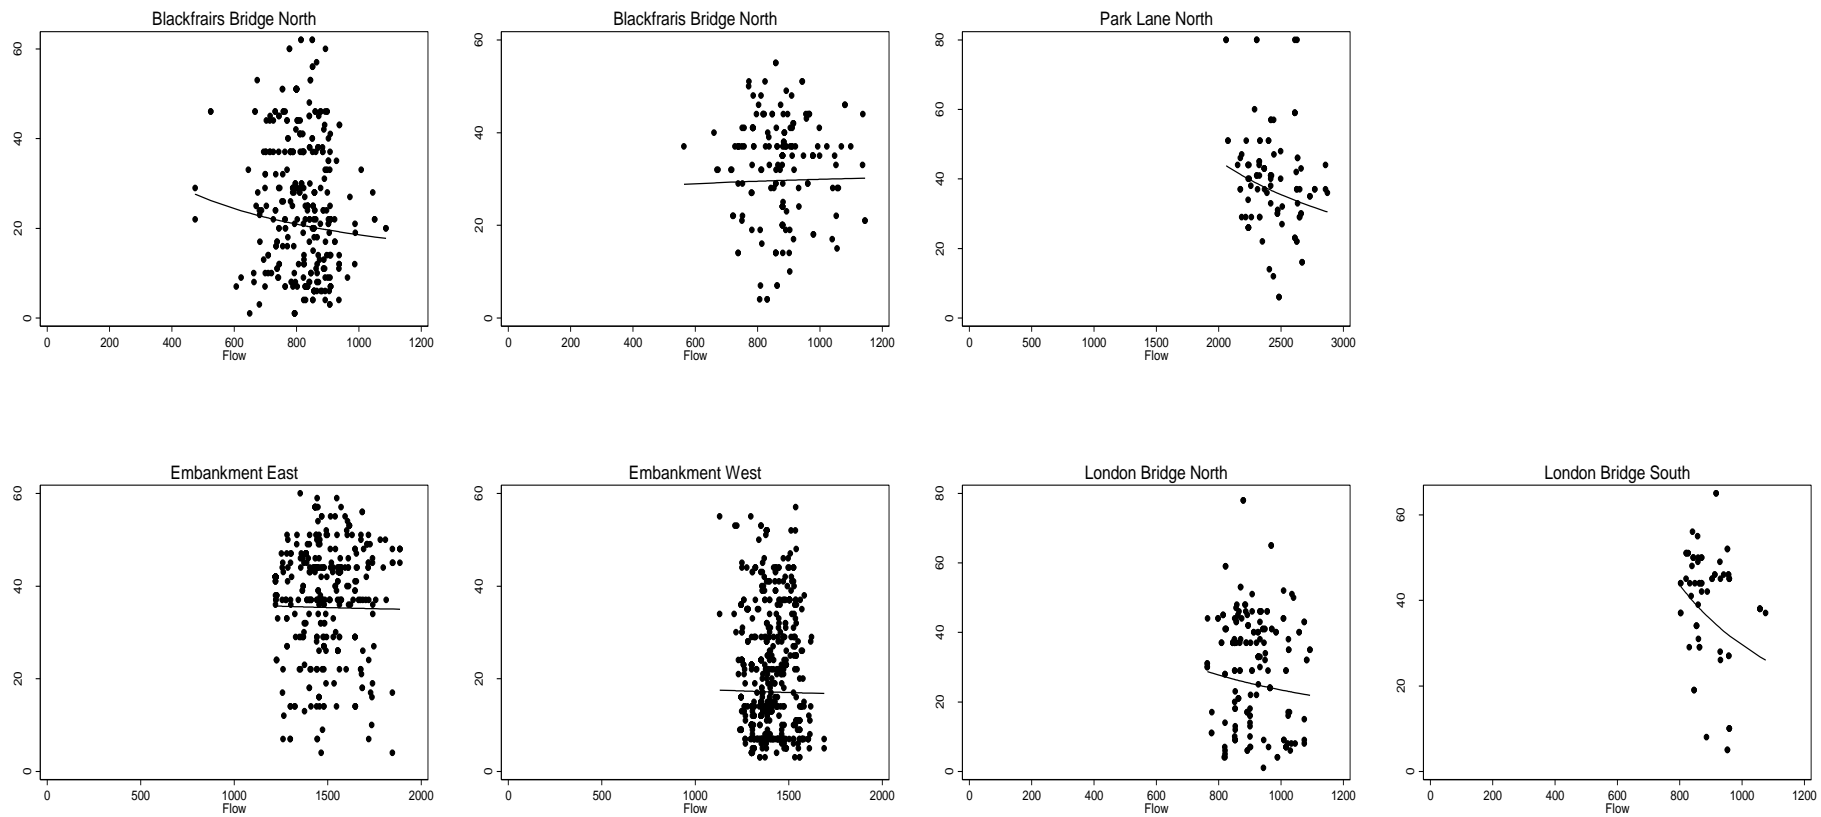 Blackfrairs Bridge North
60
40
20
0
0 200 400 600 800 1000 1200
Flow
Blackfraris Bridge North
60
40
20
0
0 200 400 600 800 1000 1200
Flow
Park Lane North
80
60
40
20
0
0 500 1000 1500 2000 2500 3000
Flow
Embankment East
60
40
20
0
0 500 1000 1500 2000
Flow
Embankment West
60
40
20
0
0 500 1000 1500 2000
Flow
London Bridge North
80
60
40
20
0
0 200 400 600 800 1000 1200
Flow
London Bridge South
60
40
20
0
0 200 400 600 800 1000 1200
Flow